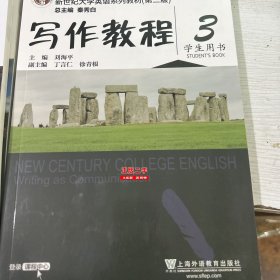 新世纪大学英语系列教材(第二版)
总主编 秦秀白
写作教程 3
学生用书
STUDENT'S BOOK
主编 刘海平
副主编 丁言仁 徐青根
NEW CENTURY COLLEGE ENGLISH
Writing as Communication
上海外语教育出版社
www.sflep.com